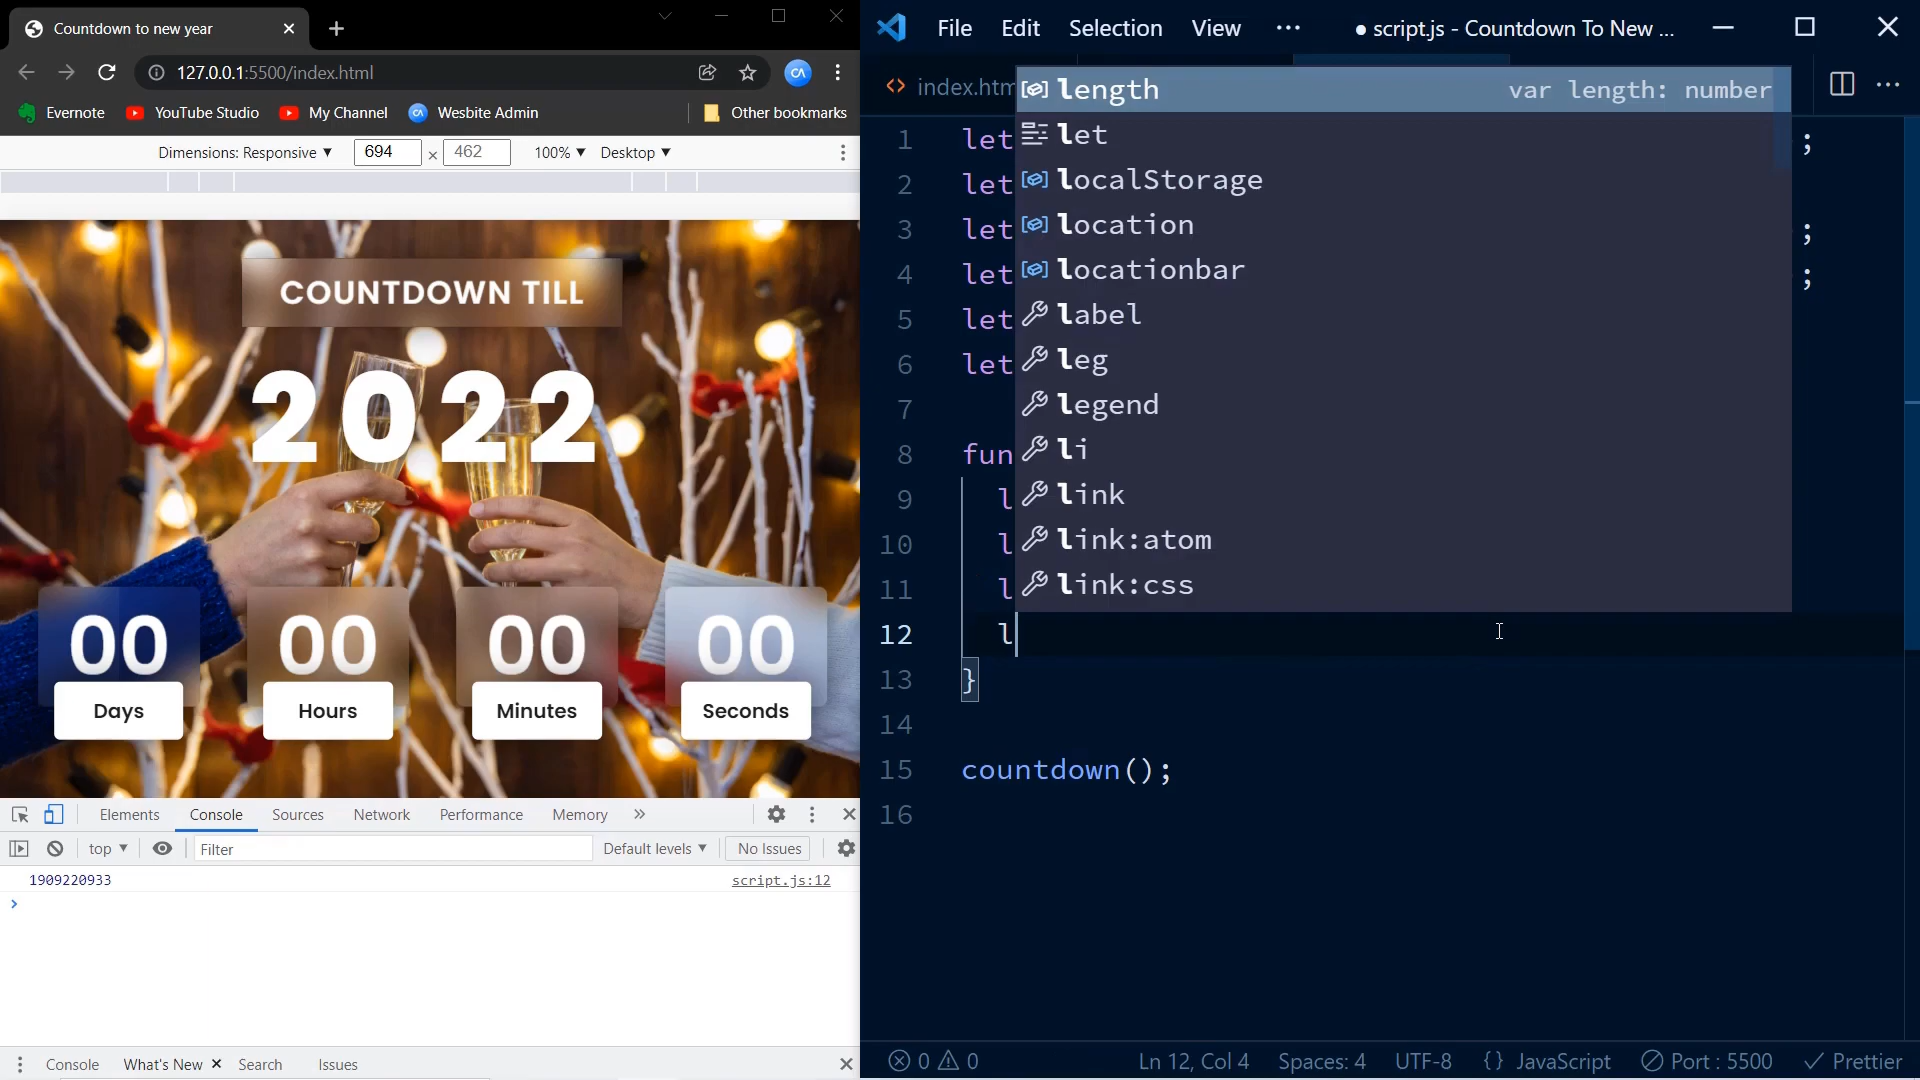 Countdown to new year
127.0.0.1:5500/index.html
Evernote YouTube Studio My Channel Wesbite Admin Other bookmarks
Dimensions: Responsive ▼ 694 × 462 100% ▼ Desktop ▼
COUNTDOWN TILL
2022
00 00 00 00
Days Hours Minutes Seconds
Elements Console Sources Network Performance Memory »
top ▼ Filter Default levels ▼ No Issues
1909220933 script.js:12
›
Console What's New × Search Issues ×
File Edit Selection View ··· ● script.js - Countdown To New ...
<> index.htm
length var length: number
let
localStorage
location
locationbar
label
leg
legend
li
link
link:atom
link:css
1 let ;
2 let
3 let ;
4 let ;
5 let
6 let
7
8 fun
9 l
10 l
11 l
12 l
13 }
14
15 countdown();
16
0 0 Ln 12, Col 4 Spaces: 4 UTF-8 {} JavaScript Port : 5500 ✓ Prettier